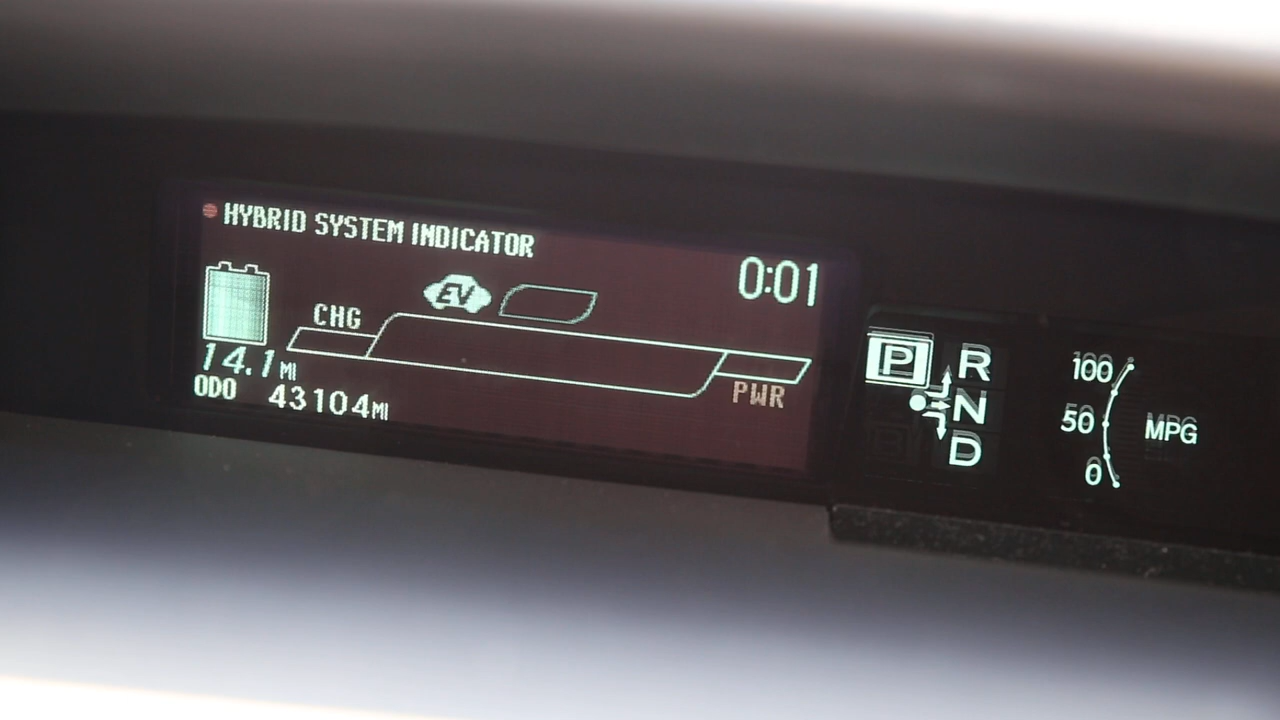 HYBRID SYSTEM INDICATOR
0:01
EV
CHG
14.1 MI
PWR
ODO 43104 MI
P R
N
D
100
50 MPG
0